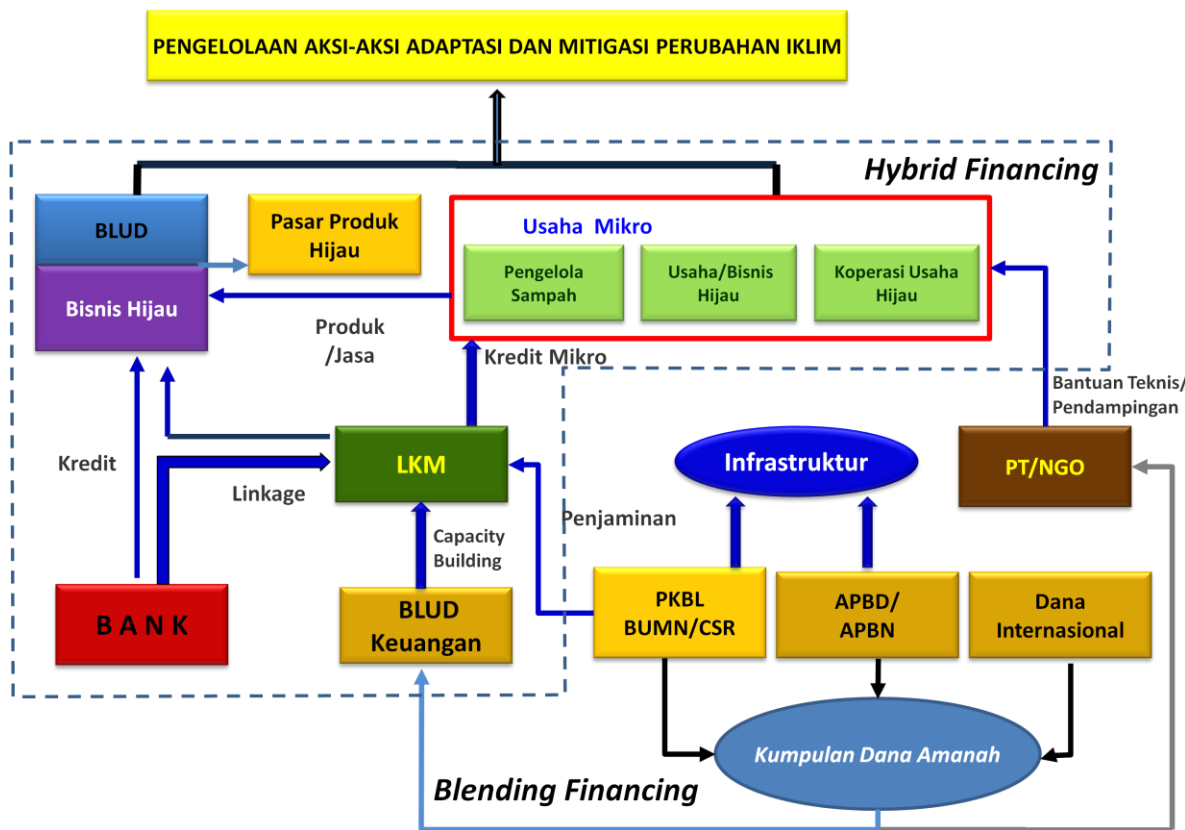 PENGELOLAAN AKSI-AKSI ADAPTASI DAN MITIGASI PERUBAHAN IKLIM
Hybrid Financing
BLUD
Bisnis Hijau
Pasar Produk
Hijau
Usaha Mikro
Pengelola
Sampah
Usaha/Bisnis
Hijau
Koperasi Usaha
Hijau
Produk
/Jasa
Kredit Mikro
Bantuan Teknis/
Pendampingan
Kredit
Linkage
LKM
Infrastruktur
PT/NGO
Capacity
Building
Penjaminan
B A N K
BLUD
Keuangan
PKBL
BUMN/CSR
APBD/
APBN
Dana
Internasional
Kumpulan Dana Amanah
Blending Financing